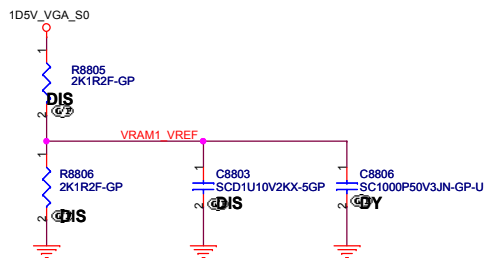 1D5V_VGA_S0
1
R8805
2K1R2F-GP
DIS
2
VRAM1_VREF
1
R8806
2K1R2F-GP
2
DIS
1
C8803
SCD1U10V2KX-5GP
2
DIS
1
C8806
SC1000P50V3JN-GP-U
2
DY